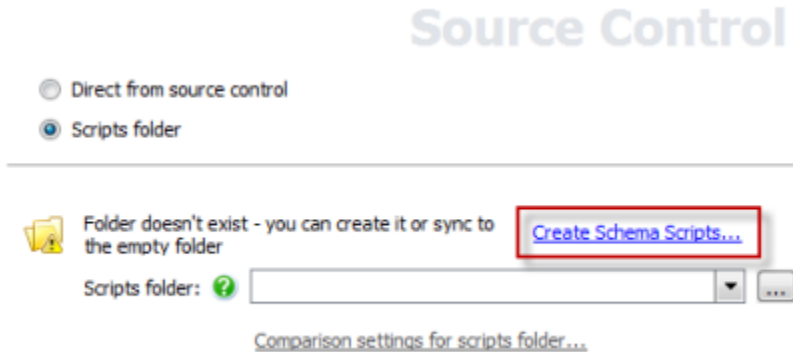 Source Control
Direct from source control
Scripts folder
Folder doesn't exist - you can create it or sync to
the empty folder
Create Schema Scripts...
Scripts folder: ?
...
Comparison settings for scripts folder...